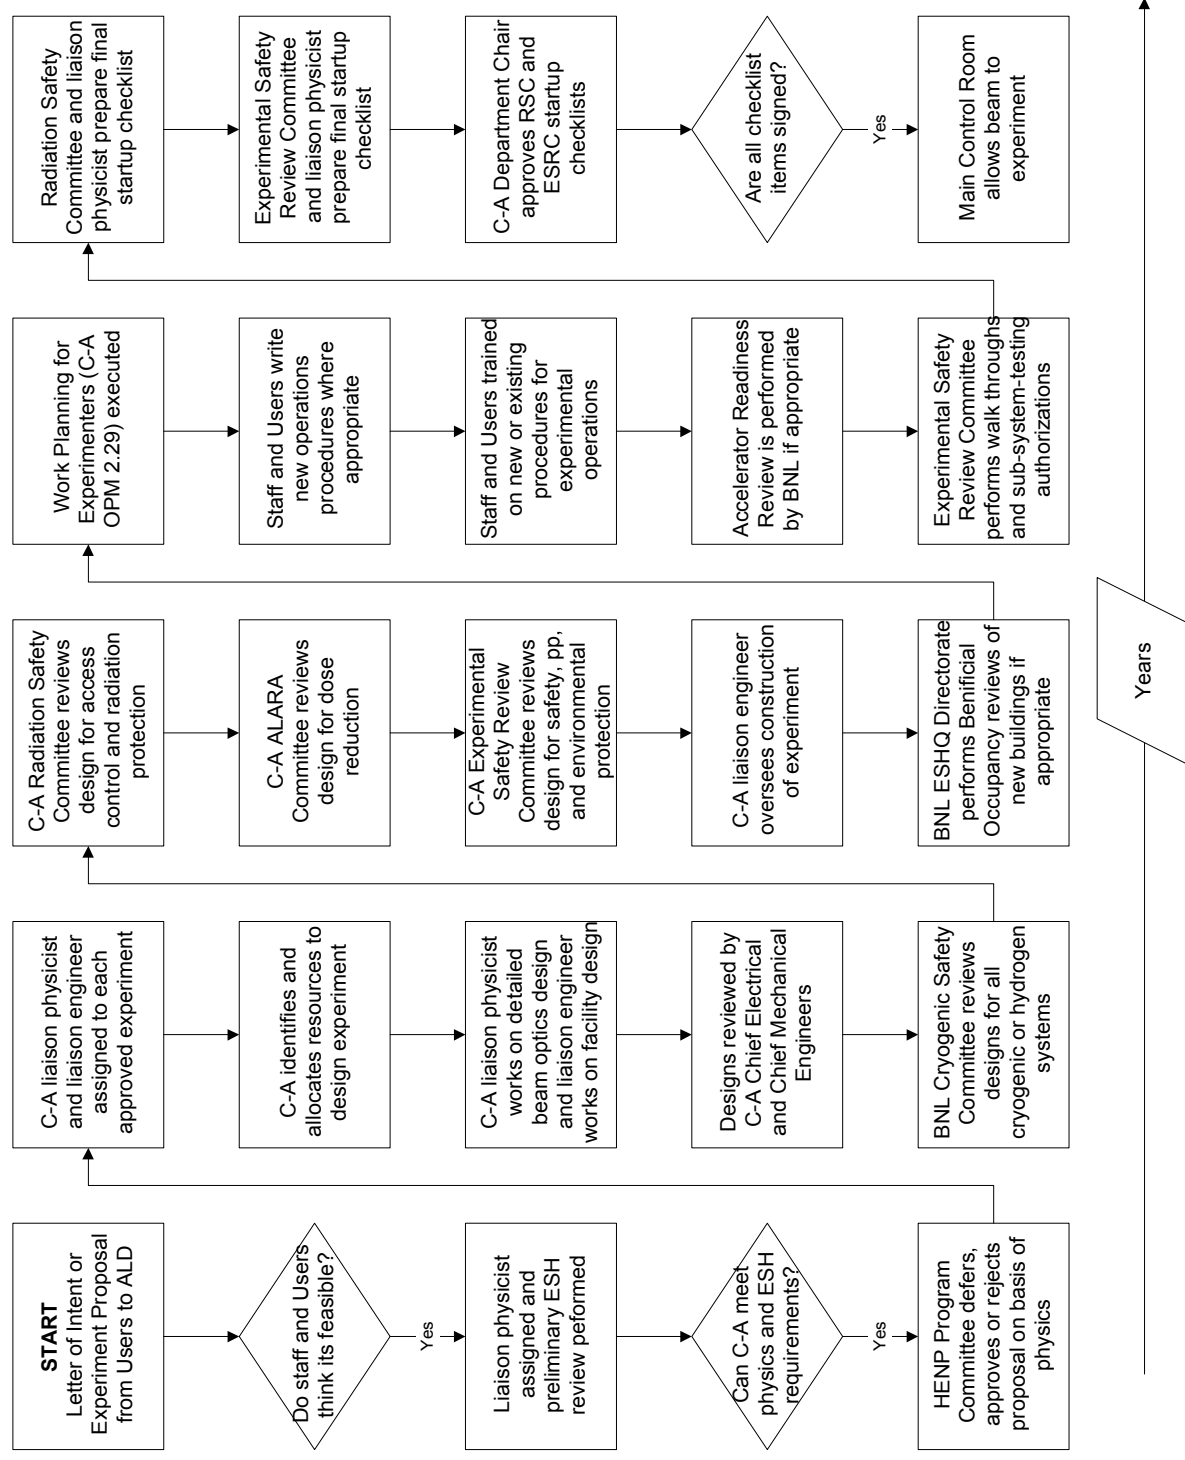 START
Letter of Intent or
Experiment Proposal
from Users to ALD
Do staff and Users
think its feasible?
Yes
Liaison physicist
assigned and
preliminary ESH
review peformed
Can C-A meet
physics and ESH
requirements?
Yes
HENP Program
Committee defers,
approves or rejects
proposal on basis of
physics
C-A liaison physicist
and liaison engineer
assigned to each
approved experiment
C-A identifies and
allocates resources to
design experiment
C-A liaison physicist
works on detailed
beam optics design
and liaison engineer
works on facility design
Designs reviewed by
C-A Chief Electrical
and Chief Mechanical
Engineers
BNL Cryogenic Safety
Committee reviews
designs for all
cryogenic or hydrogen
systems
C-A Radiation Safety
Committee reviews
design for access
control and radiation
protection
C-A ALARA
Committee reviews
design for dose
reduction
C-A Experimental
Safety Review
Committee reviews
design for safety, pp,
and environmental
protection
C-A liaison engineer
oversees construction
of experiment
BNL ESHQ Directorate
performs Benificial
Occupancy reviews of
new buildings if
appropriate
Work Planning for
Experimenters (C-A
OPM 2.29) executed
Staff and Users write
new operations
procedures where
appropriate
Staff and Users trained
on new or existing
procedures for
experimental
operations
Accelerator Readiness
Review is performed
by BNL if appropriate
Experimental Safety
Review Committee
performs walk throughs
and sub-system-testing
authorizations
Radiation Safety
Committee and liaison
physicist prepare final
startup checklist
Experimental Safety
Review Committee
and liaison physicist
prepare final startup
checklist
C-A Department Chair
approves RSC and
ESRC startup
checklists
Are all checklist
items signed?
Yes
Main Control Room
allows beam to
experiment
Years